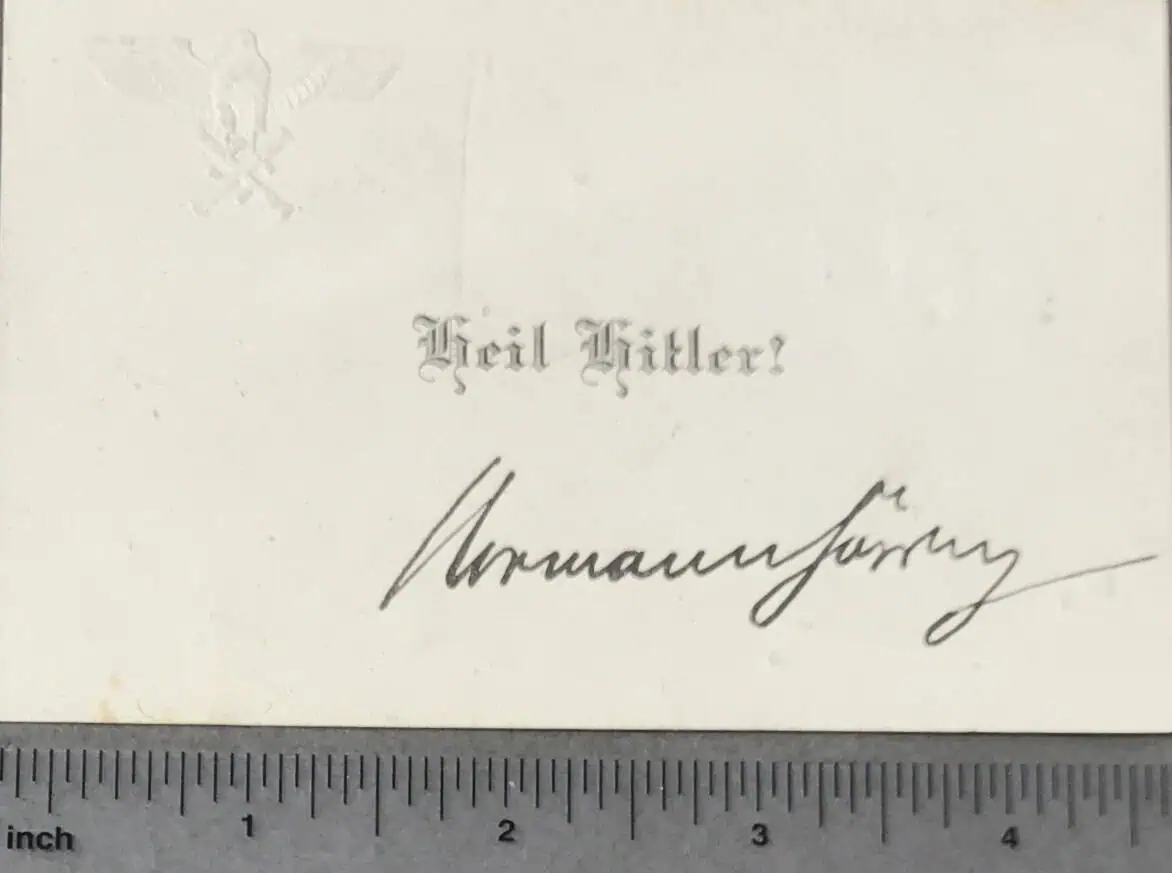 Heil Hitler!
Hermann Göring
inch 1 2 3 4